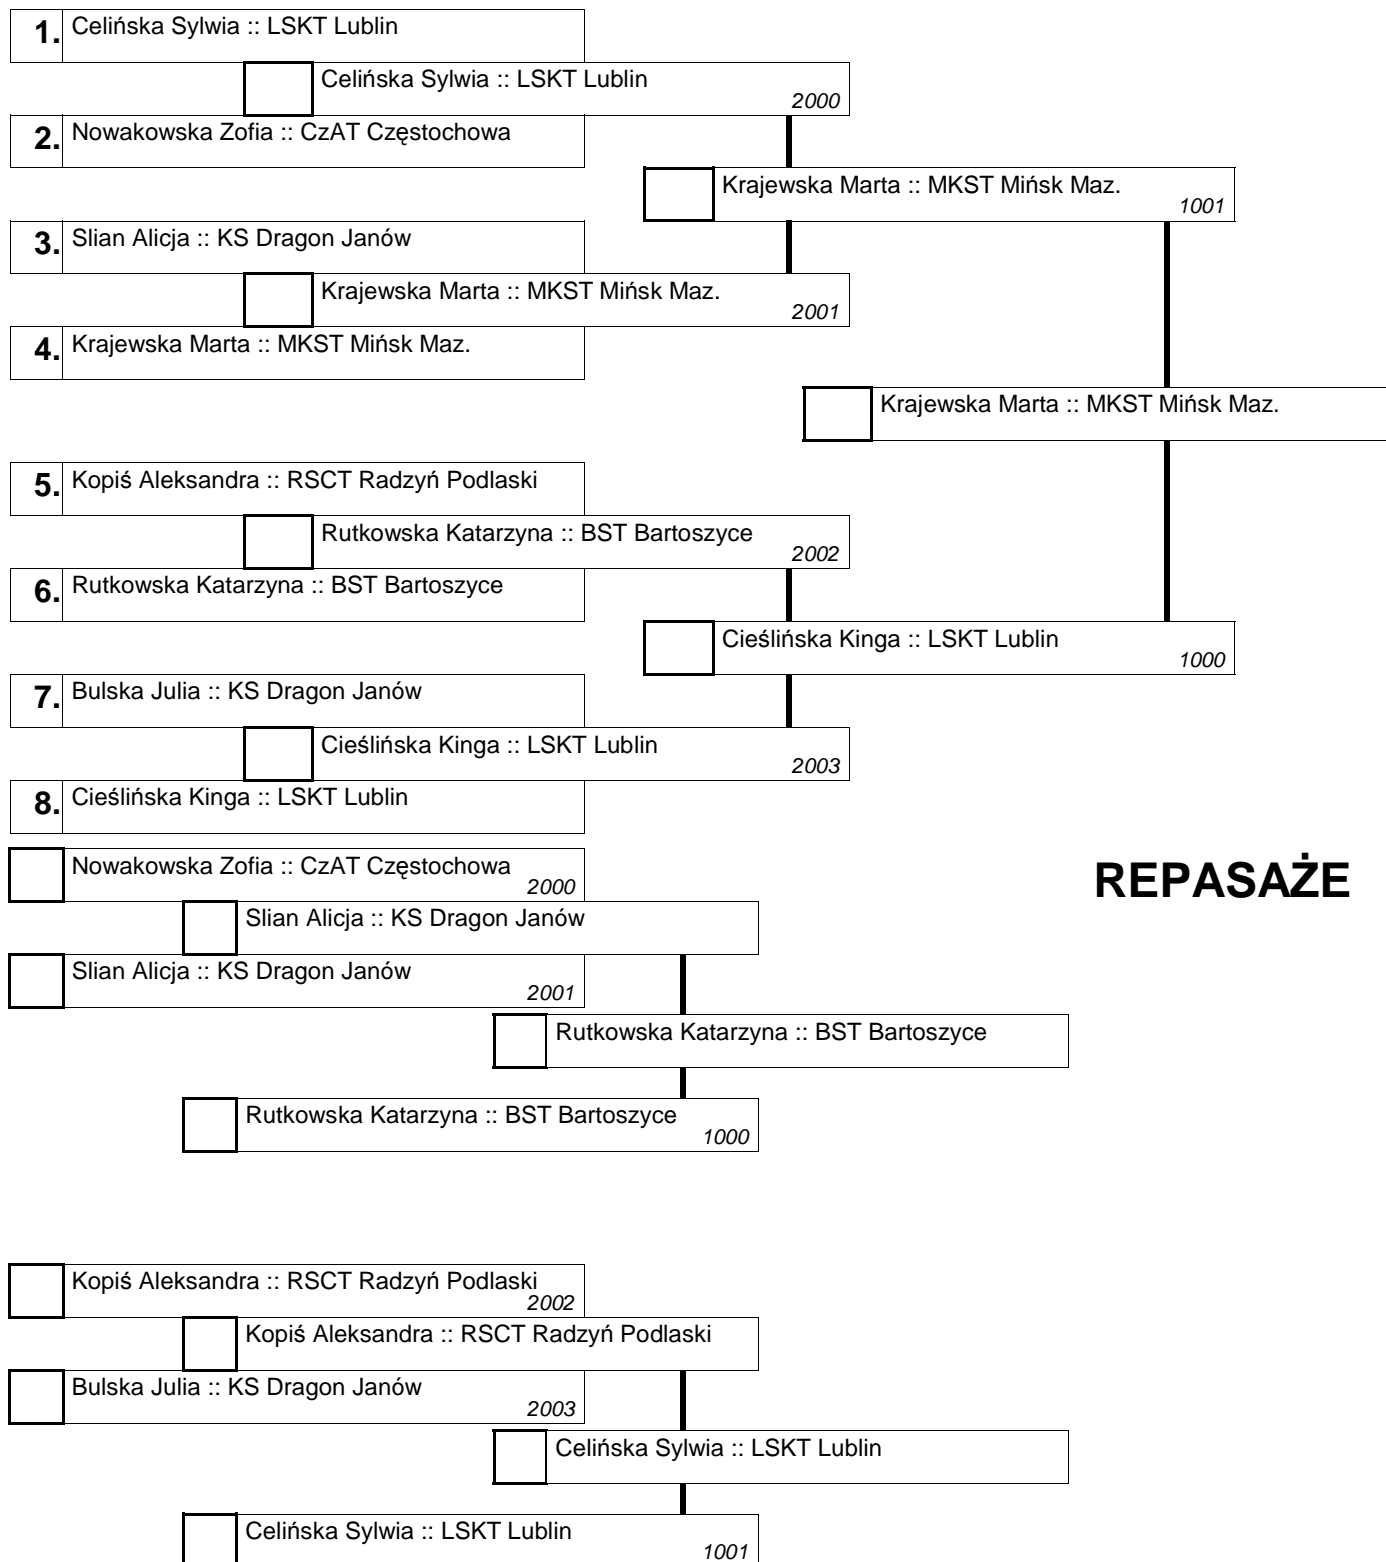 1. Celińska Sylwia :: LSKT Lublin
Celińska Sylwia :: LSKT Lublin
2000
2. Nowakowska Zofia :: CzAT Częstochowa
Krajewska Marta :: MKST Mińsk Maz.
1001
3. Slian Alicja :: KS Dragon Janów
Krajewska Marta :: MKST Mińsk Maz.
2001
4. Krajewska Marta :: MKST Mińsk Maz.
Krajewska Marta :: MKST Mińsk Maz.
5. Kopiś Aleksandra :: RSCT Radzyń Podlaski
Rutkowska Katarzyna :: BST Bartoszyce
2002
6. Rutkowska Katarzyna :: BST Bartoszyce
Cieślińska Kinga :: LSKT Lublin
1000
7. Bulska Julia :: KS Dragon Janów
Cieślińska Kinga :: LSKT Lublin
2003
8. Cieślińska Kinga :: LSKT Lublin
Nowakowska Zofia :: CzAT Częstochowa
2000
REPASAŻE
Slian Alicja :: KS Dragon Janów
Slian Alicja :: KS Dragon Janów
2001
Rutkowska Katarzyna :: BST Bartoszyce
Rutkowska Katarzyna :: BST Bartoszyce
1000
Kopiś Aleksandra :: RSCT Radzyń Podlaski
2002
Kopiś Aleksandra :: RSCT Radzyń Podlaski
Bulska Julia :: KS Dragon Janów
2003
Celińska Sylwia :: LSKT Lublin
Celińska Sylwia :: LSKT Lublin
1001